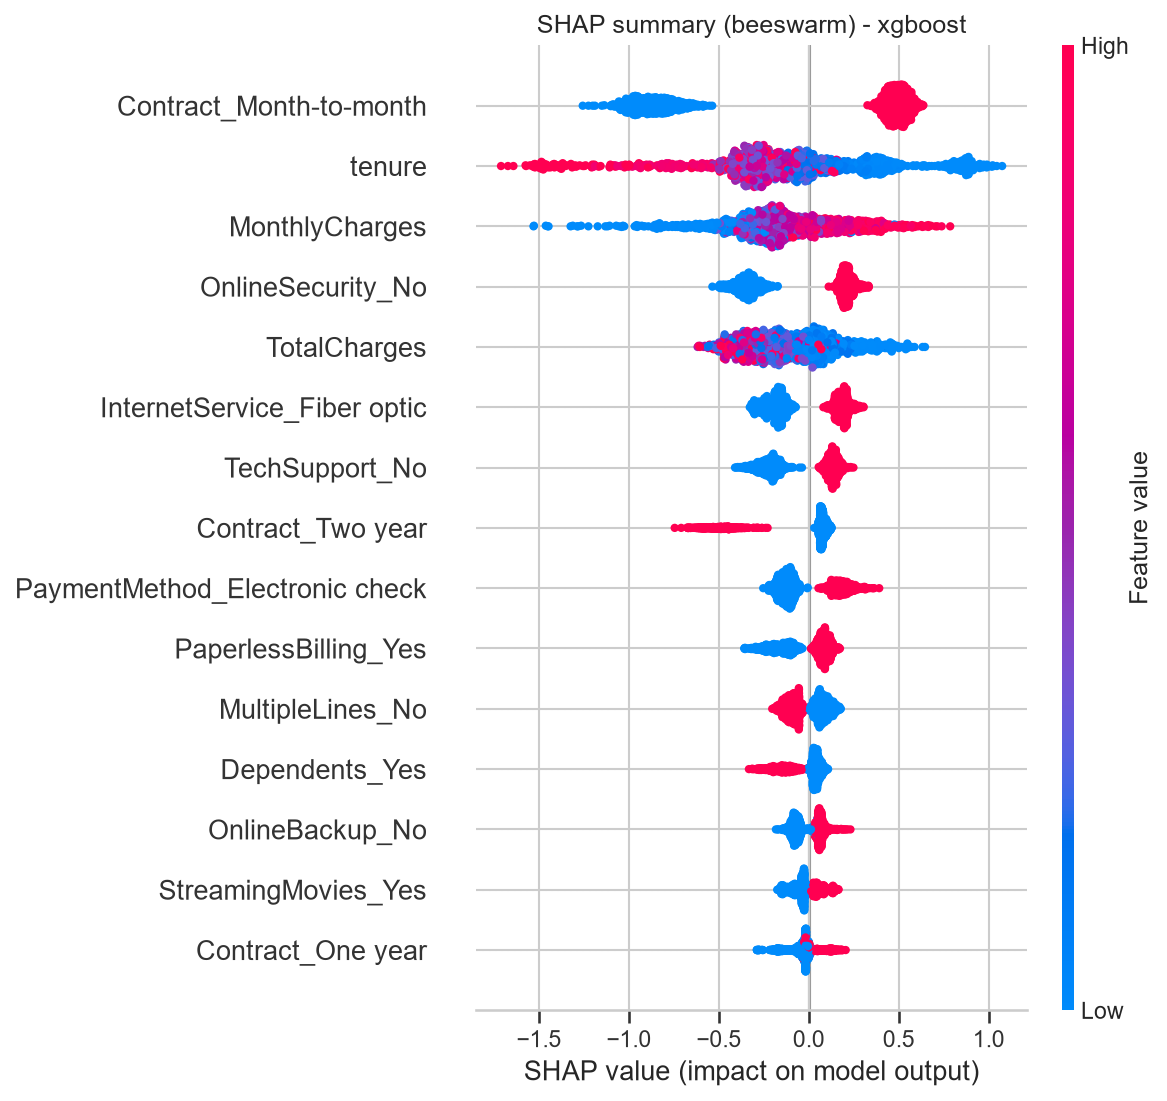 SHAP summary (beeswarm) - xgboost
High
Contract_Month-to-month
tenure
MonthlyCharges
OnlineSecurity_No
TotalCharges
InternetService_Fiber optic
TechSupport_No
Contract_Two year
PaymentMethod_Electronic check
PaperlessBilling_Yes
MultipleLines_No
Dependents_Yes
OnlineBackup_No
StreamingMovies_Yes
Contract_One year
Feature value
Low
−1.5 −1.0 −0.5 0.0 0.5 1.0
SHAP value (impact on model output)